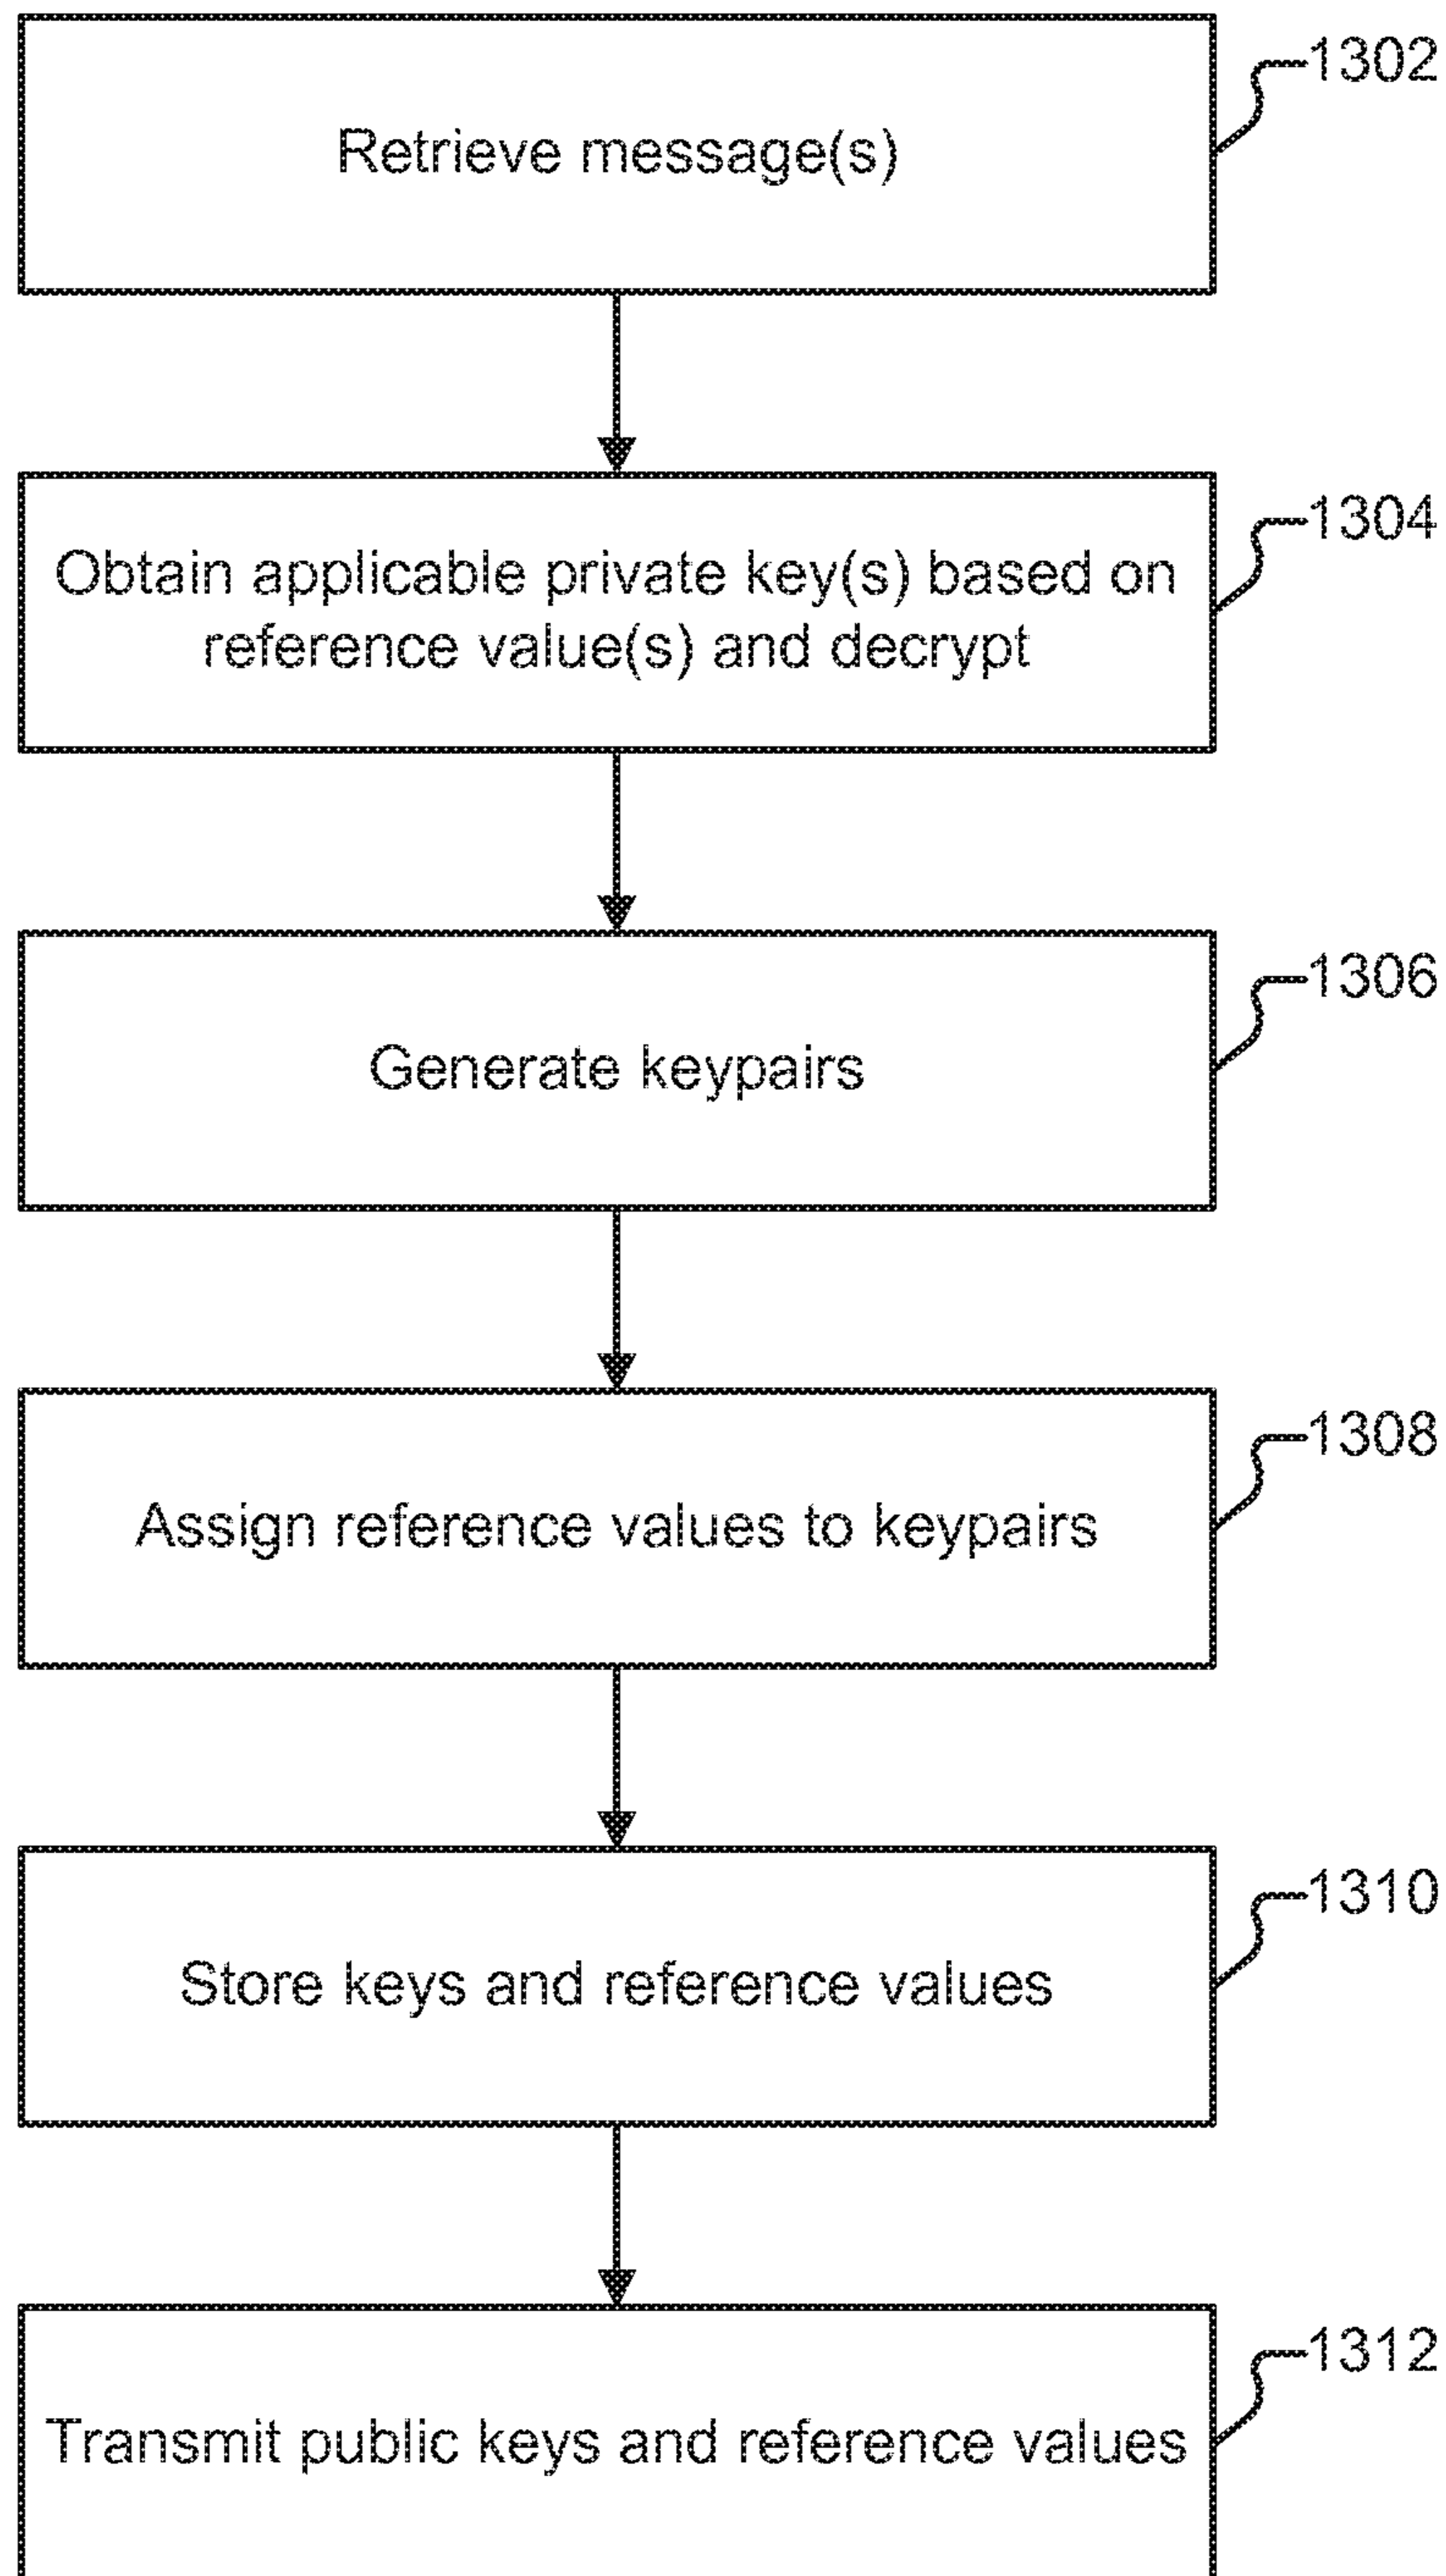 Retrieve message(s)
1302
Obtain applicable private key(s) based on
reference value(s) and decrypt
1304
Generate keypairs
1306
Assign reference values to keypairs
1308
Store keys and reference values
1310
Transmit public keys and reference values
1312